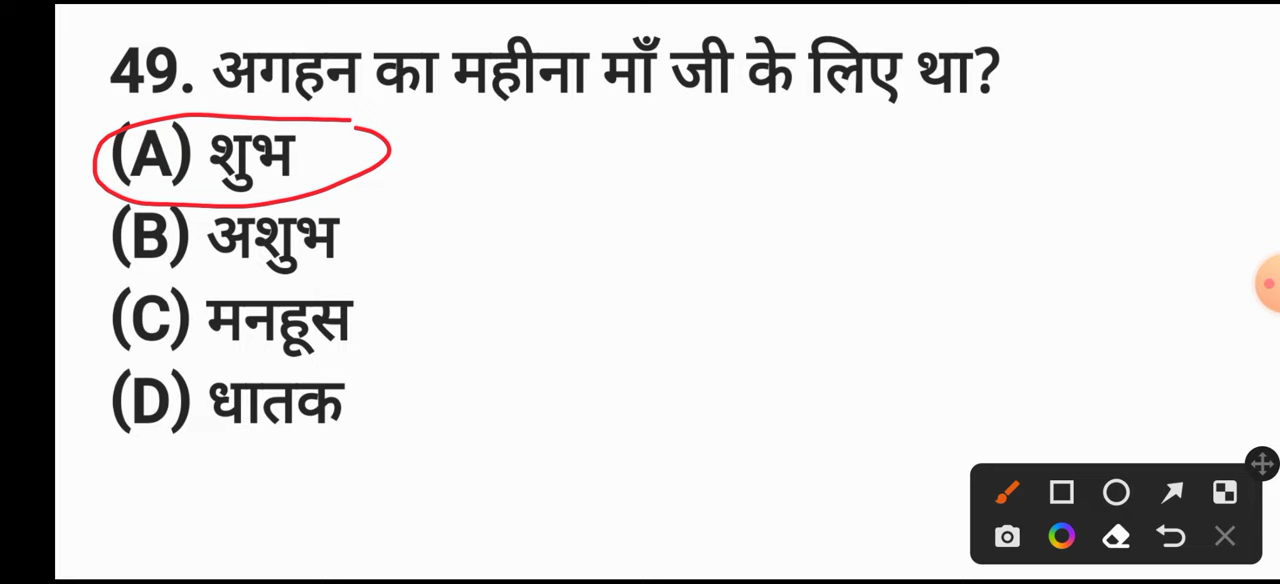 49. अगहन का महीना माँ जी के लिए था?
(A) शुभ
(B) अशुभ
(C) मनहूस
(D) धातक